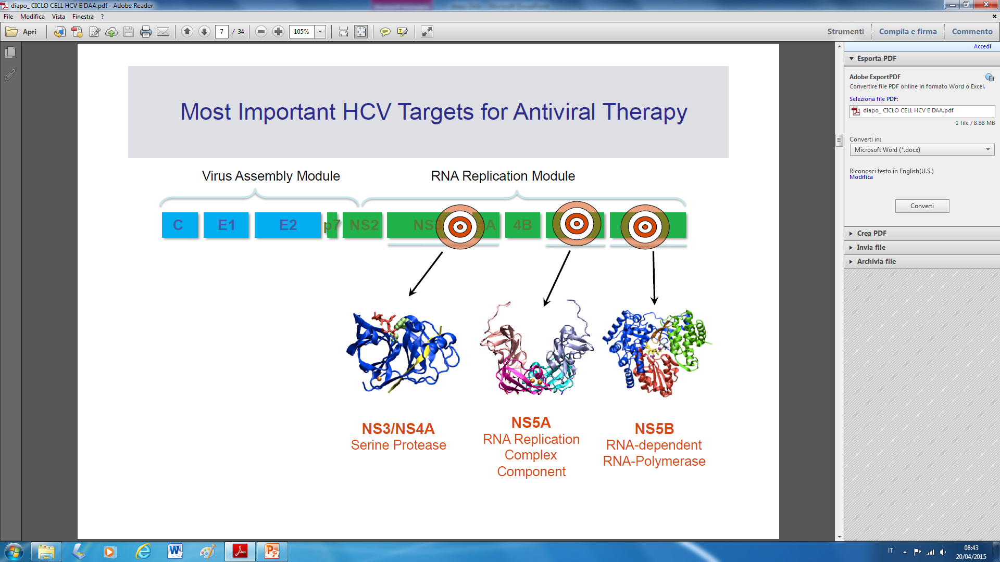 diapo_ CICLO CELL HCV E DAA.pdf - Adobe Reader
File Modifica Vista Finestra ?
Apri 7 / 34 105% Strumenti Compila e firma Commento
Accedi
Esporta PDF
Adobe ExportPDF
Convertire file PDF online in formato Word o Excel.
Seleziona file PDF:
diapo_ CICLO CELL HCV E DAA.pdf
1 file / 8.88 MB
Converti in:
Microsoft Word (*.docx)
Riconosci testo in English(U.S.)
Modifica
Converti
Crea PDF
Invia file
Archivia file
Most Important HCV Targets for Antiviral Therapy
Virus Assembly Module RNA Replication Module
C E1 E2 p7 NS2 NS3 4A 4B
NS3/NS4A
Serine Protease
NS5A
RNA Replication
Complex
Component
NS5B
RNA-dependent
RNA-Polymerase
IT
08:43
20/04/2015